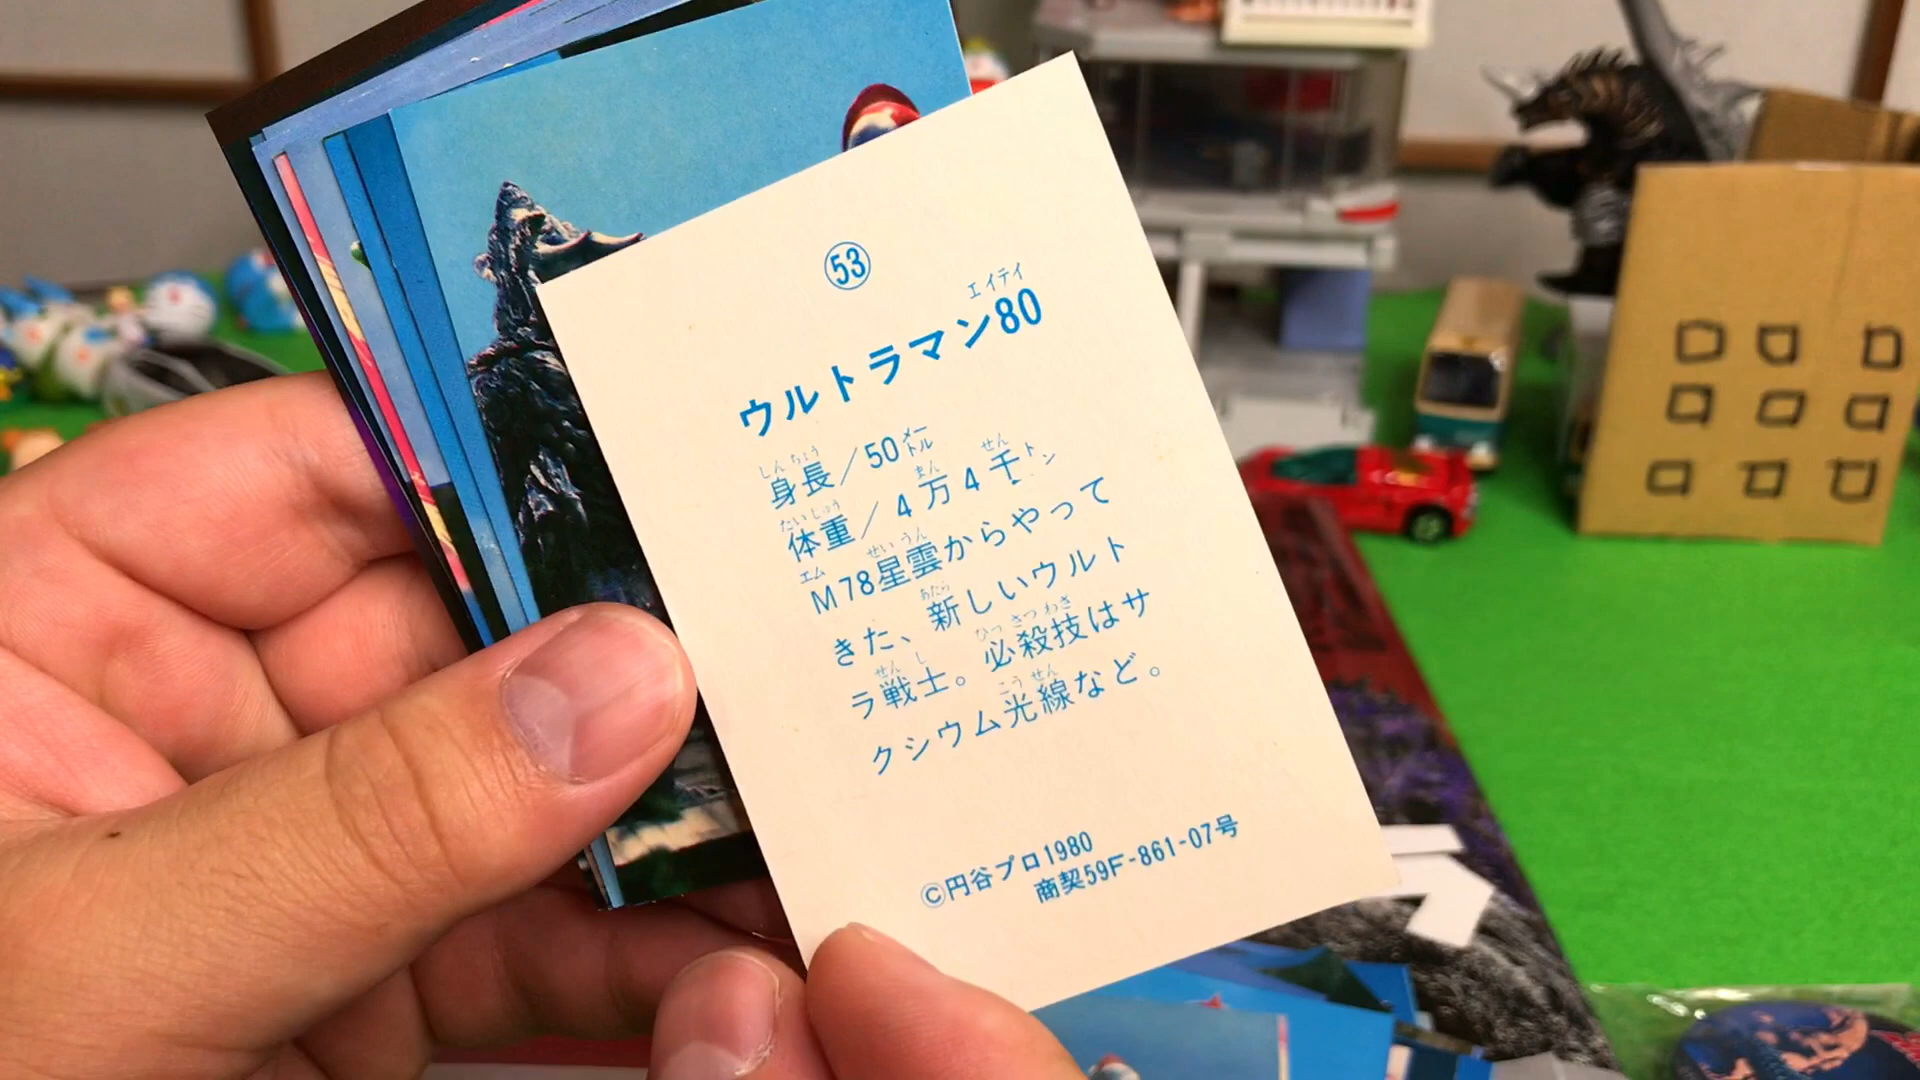 53
エイティ
ウルトラマン80
しんちょう メートル
身長/50
たいじゅう まん せん トン
体重/4万4千
エム せいうん
M78星雲からやって
あたら
きた、新しいウルト
せんし ひっさつわざ
ラ戦士。必殺技はサ
こうせん
クシウム光線など。
©円谷プロ1980
商契59F-861-07号